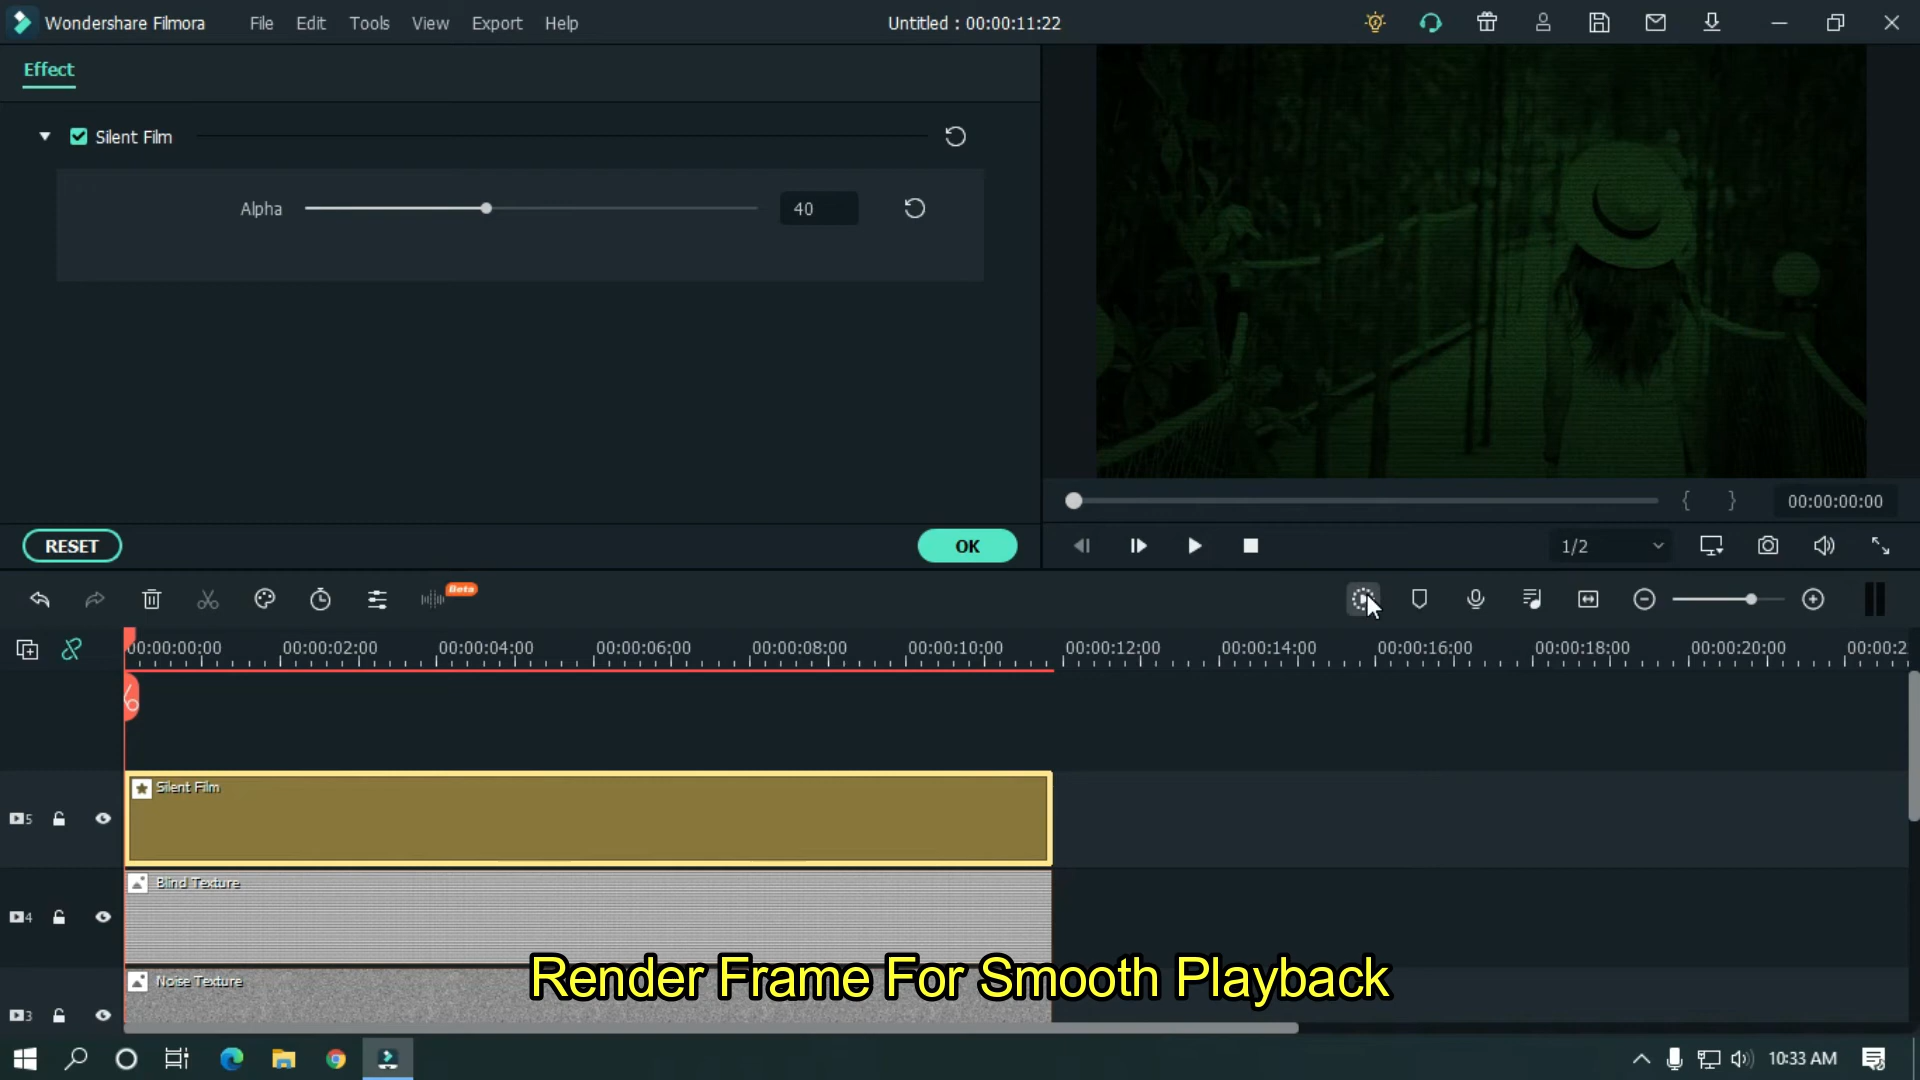 Wondershare Filmora File Edit Tools View Export Help Untitled : 00:00:11:22
Effect
Silent Film
Alpha 40
{ } 00:00:00:00
RESET OK 1/2
Beta
00:00:00:00 00:00:02:00 00:00:04:00 00:00:06:00 00:00:08:00 00:00:10:00 00:00:12:00 00:00:14:00 00:00:16:00 00:00:18:00 00:00:20:00 00:00:2
Silent Film
5
Blind Texture
4
Noise Texture
3
Render Frame For Smooth Playback
10:33 AM